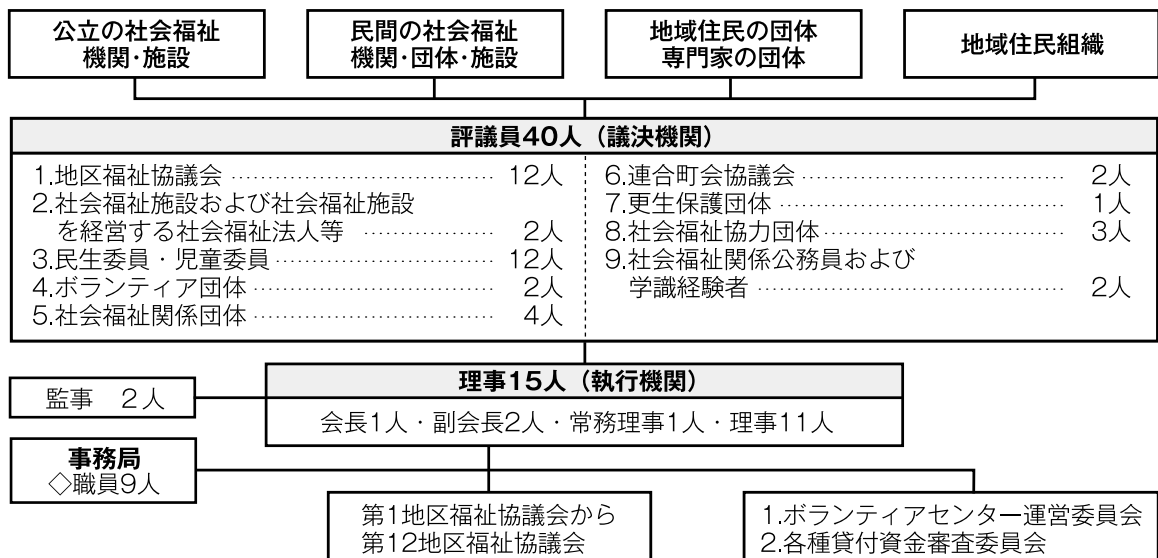 公立の社会福祉
機関・施設
民間の社会福祉
機関・団体・施設
地域住民の団体
専門家の団体
地域住民組織
評議員40人（議決機関）
1.地区福祉協議会 …………………………… 12人
2.社会福祉施設および社会福祉施設
を経営する社会福祉法人等 …………… 2人
3.民生委員・児童委員 …………………… 12人
4.ボランティア団体 ………………………… 2人
5.社会福祉関係団体 ………………………… 4人
6.連合町会協議会 …………………………… 2人
7.更生保護団体 ……………………………… 1人
8.社会福祉協力団体 ………………………… 3人
9.社会福祉関係公務員および
学識経験者 ………………………………… 2人
理事15人（執行機関）
会長1人・副会長2人・常務理事1人・理事11人
監事 2人
事務局
◇職員9人
第1地区福祉協議会から
第12地区福祉協議会
1.ボランティアセンター運営委員会
2.各種貸付資金審査委員会